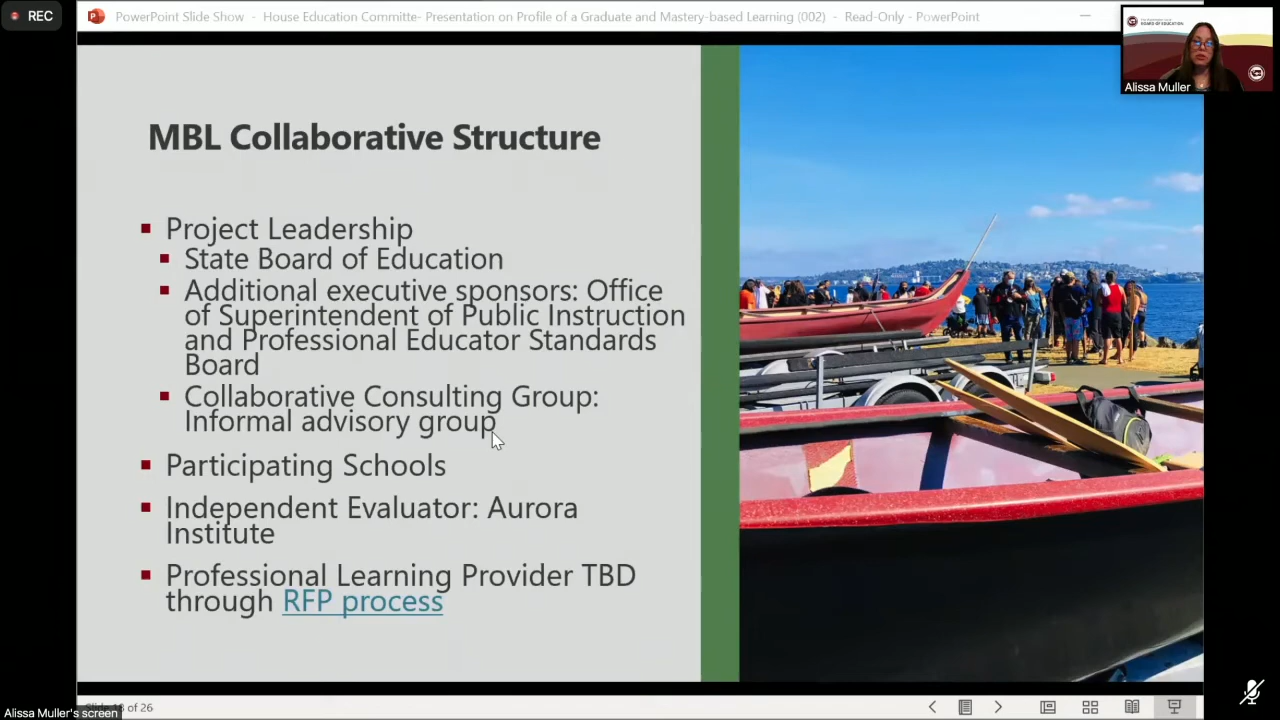 REC
PowerPoint Slide Show - House Education Committe- Presentation on Profile of a Graduate and Mastery-based Learning (002) - Read-Only - PowerPoint
BOARD OF EDUCATION
Alissa Muller
MBL Collaborative Structure
Project Leadership
State Board of Education
Additional executive sponsors: Office
of Superintendent of Public Instruction
and Professional Educator Standards
Board
Collaborative Consulting Group:
Informal advisory group
Participating Schools
Independent Evaluator: Aurora
Institute
Professional Learning Provider TBD
through RFP process
of 26
Alissa Muller's screen